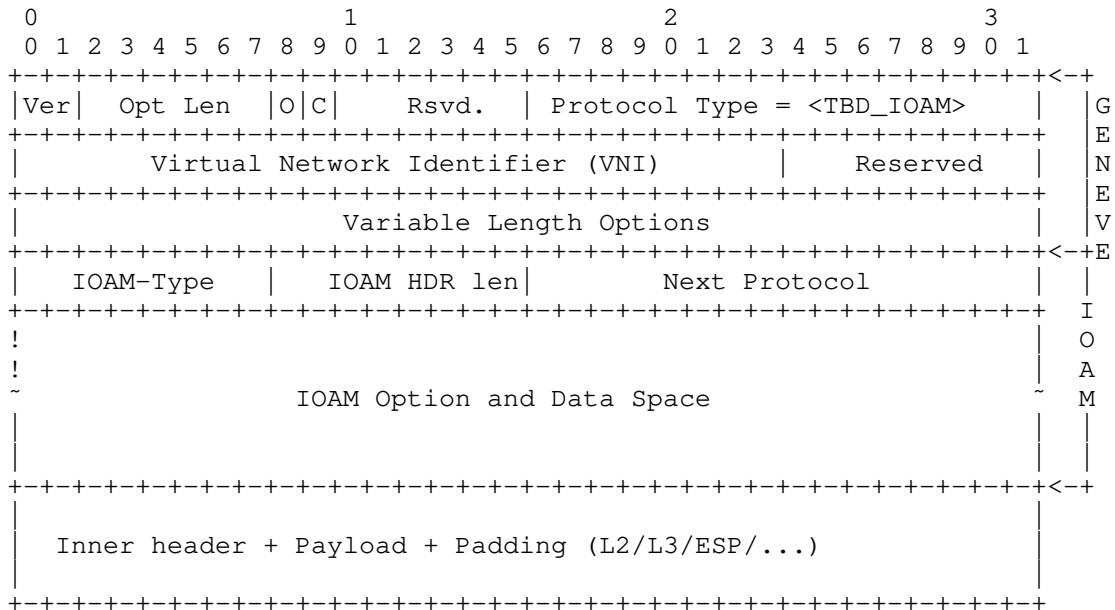 0                   1                   2                   3
 0 1 2 3 4 5 6 7 8 9 0 1 2 3 4 5 6 7 8 9 0 1 2 3 4 5 6 7 8 9 0 1
+-+-+-+-+-+-+-+-+-+-+-+-+-+-+-+-+-+-+-+-+-+-+-+-+-+-+-+-+-+-+-+-+<-+
|Ver|  Opt Len  |O|C|    Rsvd.  | Protocol Type = <TBD_IOAM>    |  |G
+-+-+-+-+-+-+-+-+-+-+-+-+-+-+-+-+-+-+-+-+-+-+-+-+-+-+-+-+-+-+-+-+  |E
|        Virtual Network Identifier (VNI)       |    Reserved   |  |N
+-+-+-+-+-+-+-+-+-+-+-+-+-+-+-+-+-+-+-+-+-+-+-+-+-+-+-+-+-+-+-+-+  |E
|                    Variable Length Options                    |  |V
+-+-+-+-+-+-+-+-+-+-+-+-+-+-+-+-+-+-+-+-+-+-+-+-+-+-+-+-+-+-+-+-+<-+E
|   IOAM-Type   |   IOAM HDR len|        Next Protocol          |  |
+-+-+-+-+-+-+-+-+-+-+-+-+-+-+-+-+-+-+-+-+-+-+-+-+-+-+-+-+-+-+-+-+  I
!                                                               |  O
!                                                               |  A
~                 IOAM Option and Data Space                    ~  M
|                                                               |  |
|                                                               |  |
+-+-+-+-+-+-+-+-+-+-+-+-+-+-+-+-+-+-+-+-+-+-+-+-+-+-+-+-+-+-+-+-+<-+
|                                                               |
|  Inner header + Payload + Padding (L2/L3/ESP/...)             |
|                                                               |
+-+-+-+-+-+-+-+-+-+-+-+-+-+-+-+-+-+-+-+-+-+-+-+-+-+-+-+-+-+-+-+-+